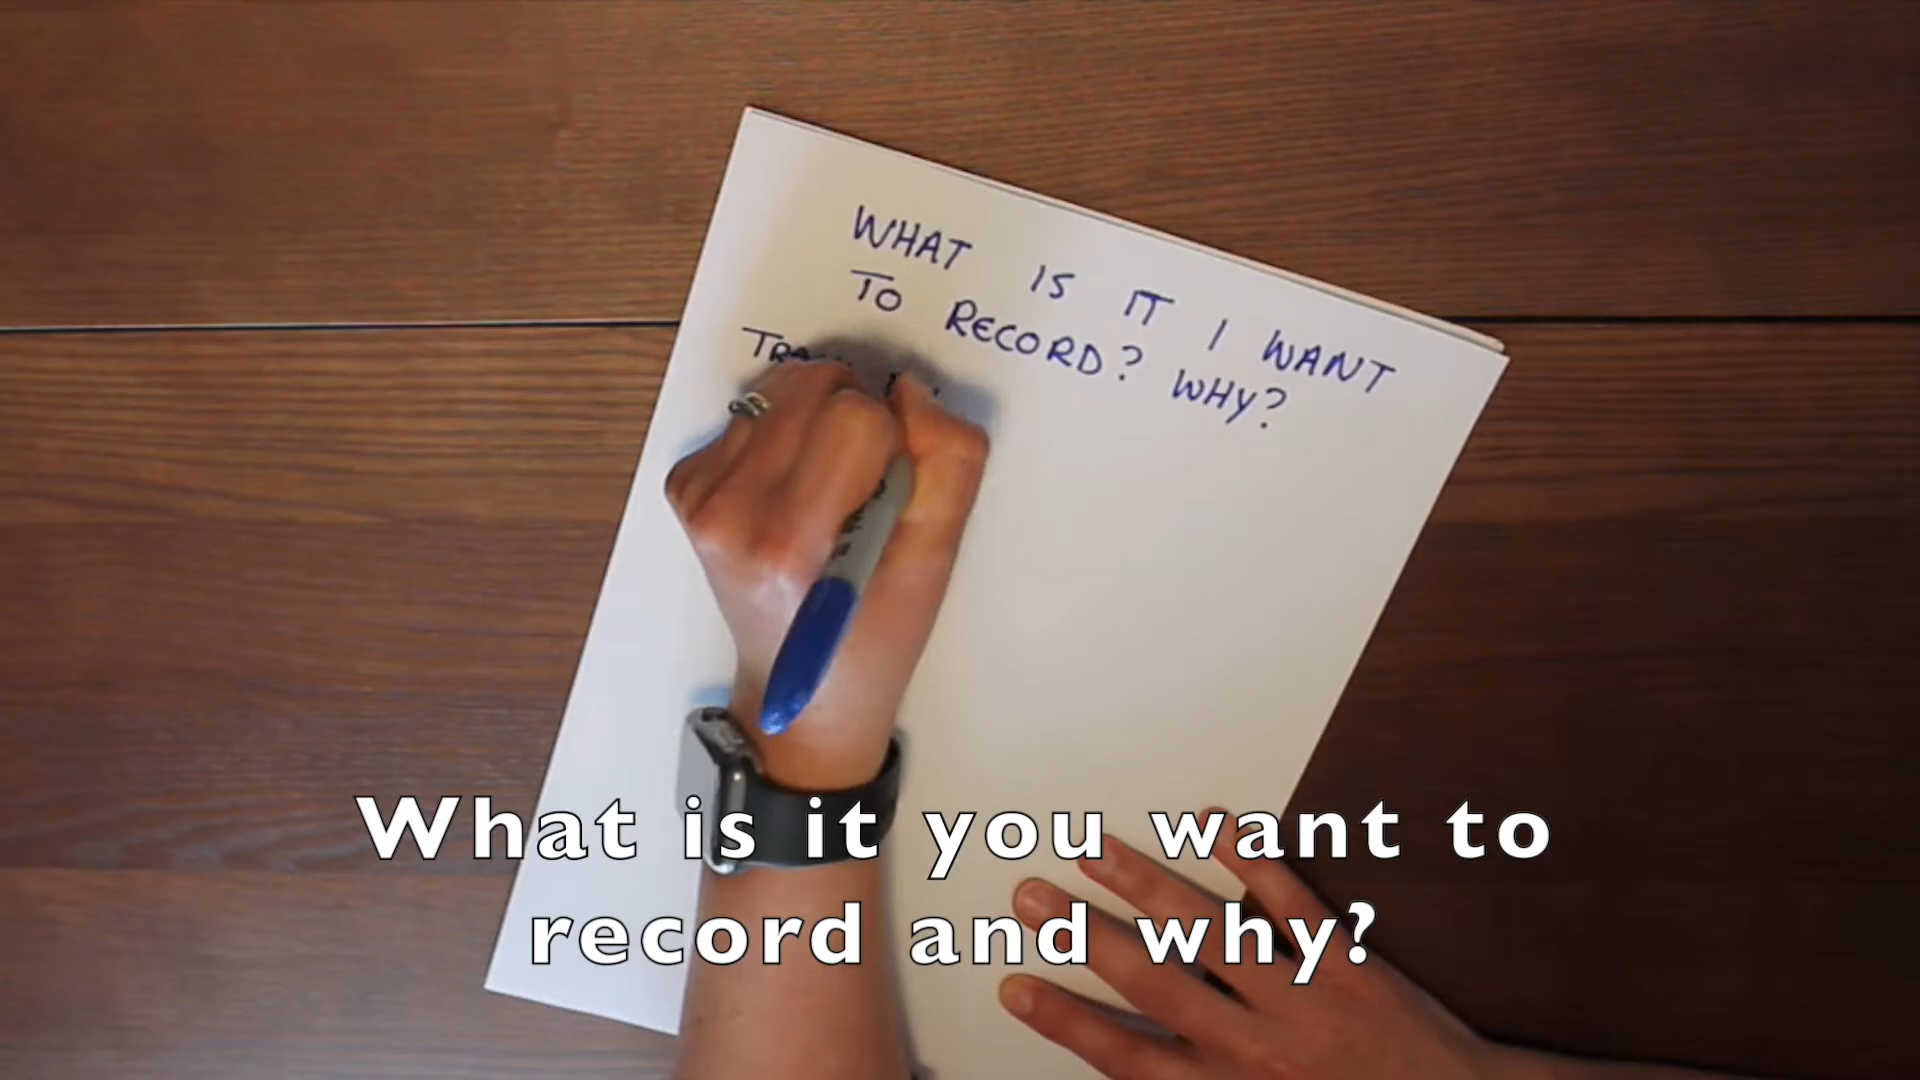 WHAT IS IT I WANT
TO RECORD? WHY?
What is it you want to
record and why?